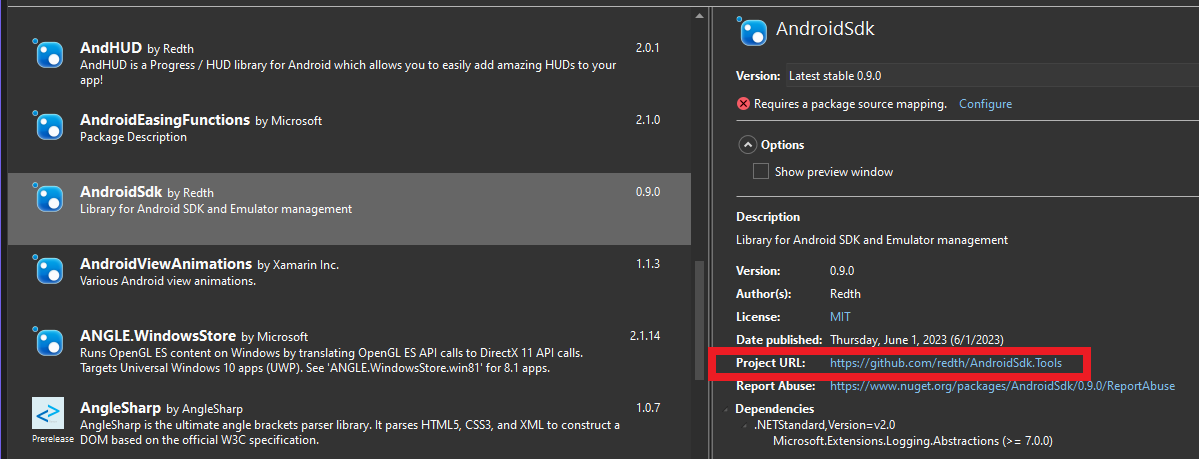 AndHUD by Redth 2.0.1
AndHUD is a Progress / HUD library for Android which allows you to easily add amazing HUDs to your
app!
AndroidEasingFunctions by Microsoft 2.1.0
Package Description
AndroidSdk by Redth 0.9.0
Library for Android SDK and Emulator management
AndroidViewAnimations by Xamarin Inc. 1.1.3
Various Android view animations.
ANGLE.WindowsStore by Microsoft 2.1.14
Runs OpenGL ES content on Windows by translating OpenGL ES API calls to DirectX 11 API calls.
Targets Universal Windows 10 apps (UWP). See 'ANGLE.WindowsStore.win81' for 8.1 apps.
AngleSharp by AngleSharp 1.0.7
AngleSharp is the ultimate angle brackets parser library. It parses HTML5, CSS3, and XML to construct a
Prerelease
DOM based on the official W3C specification.
AndroidSdk
Version: Latest stable 0.9.0
Requires a package source mapping. Configure
Options
Show preview window
Description
Library for Android SDK and Emulator management
Version: 0.9.0
Author(s): Redth
License: MIT
Date published: Thursday, June 1, 2023 (6/1/2023)
Project URL: https://github.com/redth/AndroidSdk.Tools
Report Abuse: https://www.nuget.org/packages/AndroidSdk/0.9.0/ReportAbuse
Dependencies
.NETStandard,Version=v2.0
Microsoft.Extensions.Logging.Abstractions (>= 7.0.0)